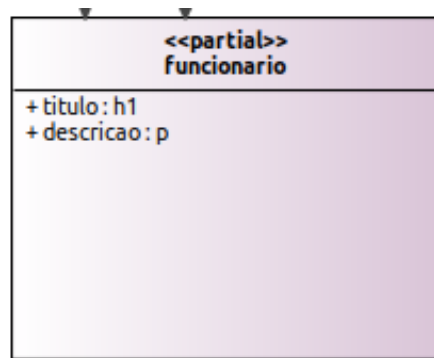 <<partial>>
funcionario
+ titulo : h1
+ descricao : p